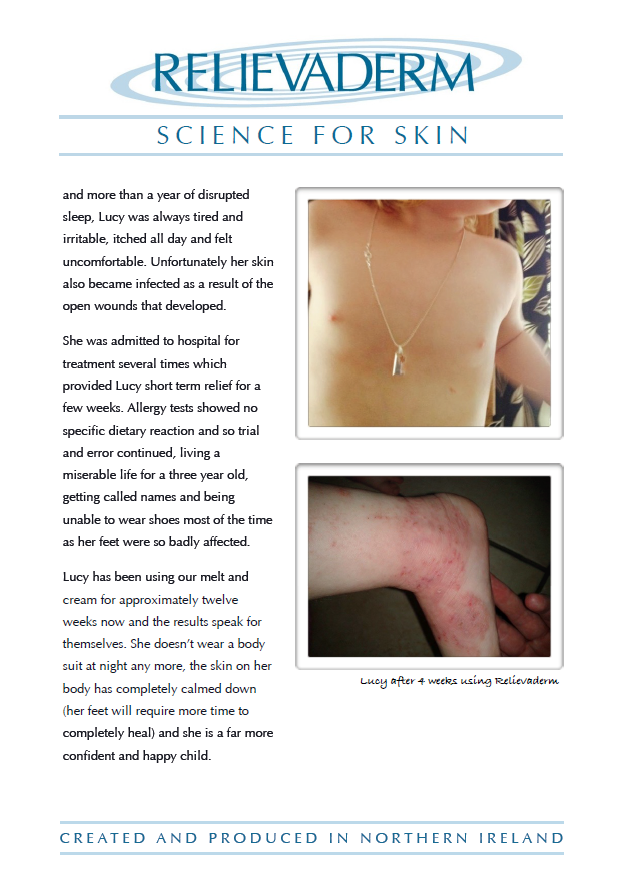 RELIEVADERM
SCIENCE FOR SKIN
and more than a year of disrupted
sleep, Lucy was always tired and
irritable, itched all day and felt
uncomfortable. Unfortunately her skin
also became infected as a result of the
open wounds that developed.
She was admitted to hospital for
treatment several times which
provided Lucy short term relief for a
few weeks. Allergy tests showed no
specific dietary reaction and so trial
and error continued, living a
miserable life for a three year old,
getting called names and being
unable to wear shoes most of the time
as her feet were so badly affected.
Lucy has been using our melt and
cream for approximately twelve
weeks now and the results speak for
themselves. She doesn't wear a body
suit at night any more, the skin on her
body has completely calmed down
(her feet will require more time to
completely heal) and she is a far more
confident and happy child.
Lucy after 4 weeks using Relievaderm
CREATED AND PRODUCED IN NORTHERN IRELAND